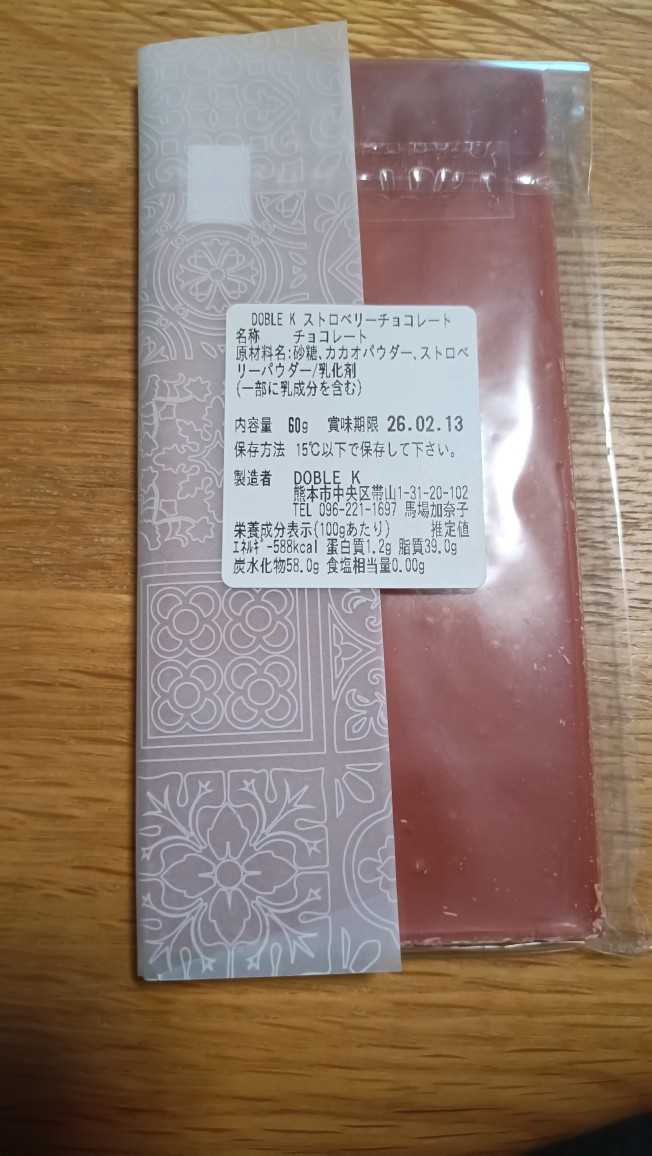 DOBLE K ストロベリーチョコレート
名称 チョコレート
原材料名:砂糖、カカオパウダー、ストロベ
リーパウダー/乳化剤
(一部に乳成分を含む)
内容量 60g 賞味期限 26.02.13
保存方法 15℃以下で保存して下さい。
製造者 DOBLE K
熊本市中央区帯山1-31-20-102
TEL 096-221-1697 馬場加奈子
栄養成分表示(100gあたり) 推定値
エネルギー588kcal 蛋白質1.2g 脂質39.0g
炭水化物58.0g 食塩相当量0.00g